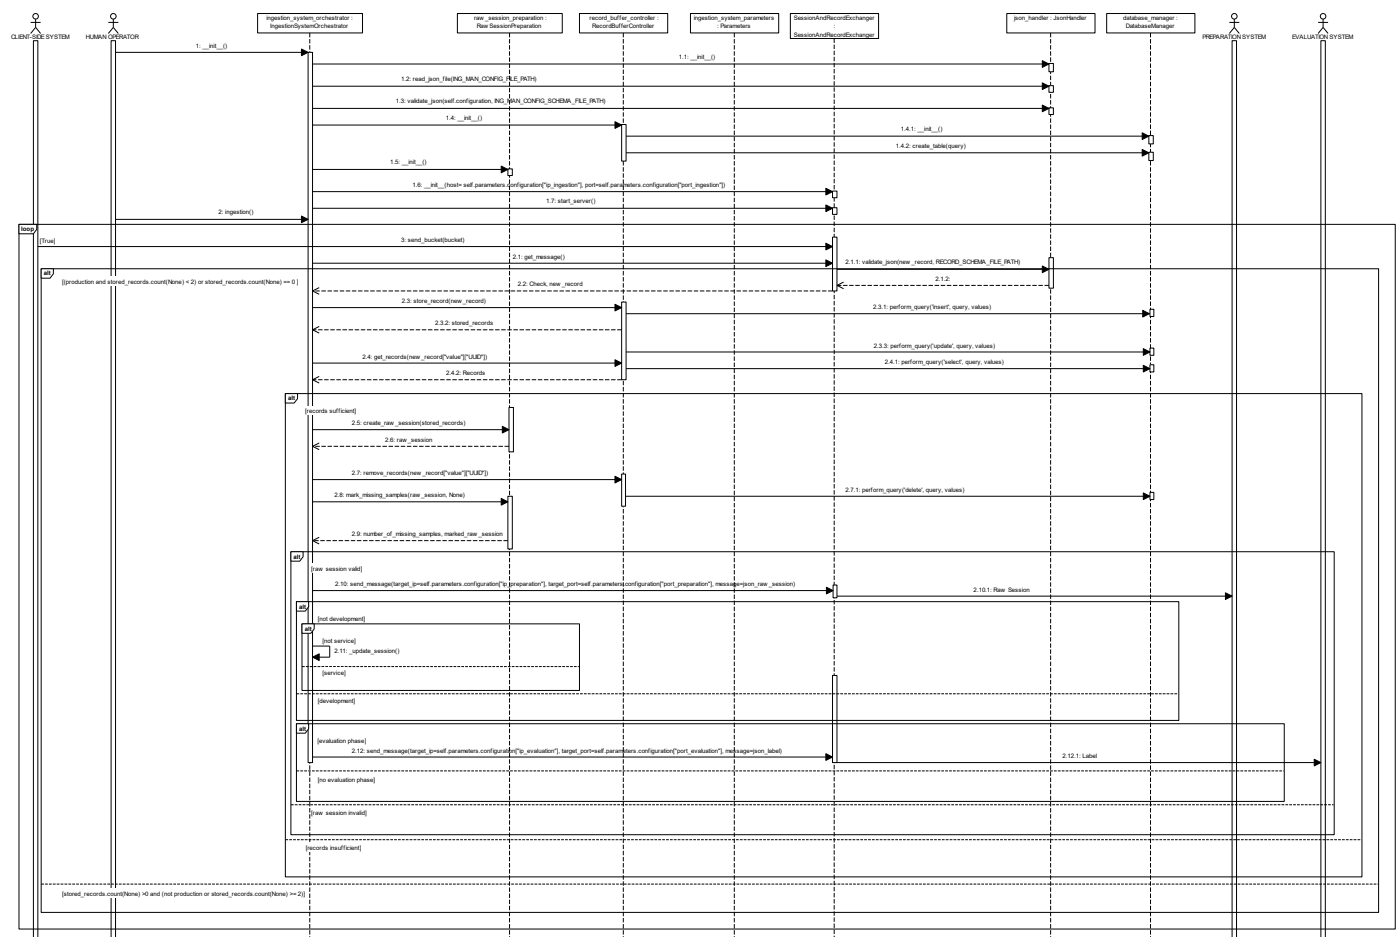 CLIENT-SIDE SYSTEM
HUMAN OPERATOR
ingestion_system_orchestrator :
IngestionSystemOrchestrator
raw_session_preparation :
Raw SessionPreparation
record_buffer_controller :
RecordBufferController
ingestion_system_parameters
: Parameters
SessionAndRecordExchanger
:
SessionAndRecordExchanger
json_handler : JsonHandler
database_manager :
DatabaseManager
PREPARATION SYSTEM
EVALUATION SYSTEM
1: __init__()
1.1: __init__()
1.2: read_json_file(ING_MAN_CONFIG_FILE_PATH)
1.3: validate_json(self.configuration, ING_MAN_CONFIG_SCHEMA_FILE_PATH)
1.4: __init__()
1.4.1: __init__()
1.4.2: create_table(query)
1.5: __init__()
1.6: __init__(host= self.parameters.configuration["ip_ingestion"], port=self.parameters.configuration["port_ingestion"])
1.7: start_server()
2: ingestion()
loop
[True]
3: send_bucket(bucket)
2.1: get_message()
2.1.1: validate_json(new_record, RECORD_SCHEMA_FILE_PATH)
alt
[(production and stored_records.count(None) < 2) or stored_records.count(None) == 0 ]
2.1.2:
2.2: Check, new_record
2.3: store_record(new_record)
2.3.1: perform_query('insert', query, values)
2.3.2: stored_records
2.3.3: perform_query('update', query, values)
2.4: get_records(new_record["value"]["UUID"])
2.4.1: perform_query('select', query, values)
2.4.2: Records
alt
[records sufficient]
2.5: create_raw_session(stored_records)
2.6: raw_session
2.7: remove_records(new_record["value"]["UUID"])
2.7.1: perform_query('delete', query, values)
2.8: mark_missing_samples(raw_session, None)
2.9: number_of_missing_samples, marked_raw_session
alt
[raw session valid]
2.10: send_message(target_ip=self.parameters.configuration["ip_preparation"], target_port=self.parameters.configuration["port_preparation"], message=json_raw_session)
2.10.1: Raw Session
alt
[not development]
alt
[not service]
2.11: _update_session()
[service]
[development]
alt
[evaluation phase]
2.12: send_message(target_ip=self.parameters.configuration["ip_evaluation"], target_port=self.parameters.configuration["port_evaluation"], message=json_label)
2.12.1: Label
[no evaluation phase]
[raw session invalid]
[records insufficient]
[stored_records.count(None) >0 and (not production or stored_records.count(None) >= 2)]